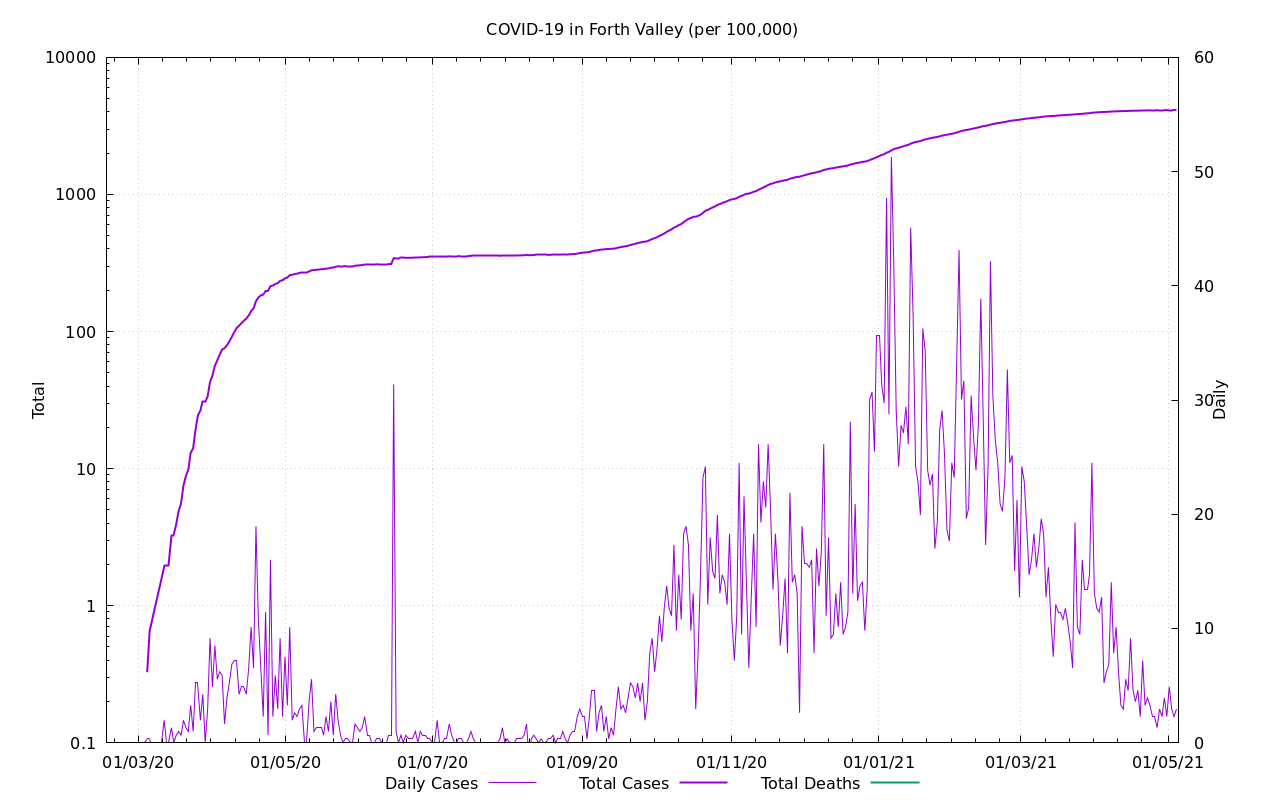 COVID-19 in Forth Valley (per 100,000)
10000
1000
100
10
1
0.1
Total
60
50
40
30
20
10
0
Daily
01/03/20 01/05/20 01/07/20 01/09/20 01/11/20 01/01/21 01/03/21 01/05/21
Daily Cases Total Cases Total Deaths